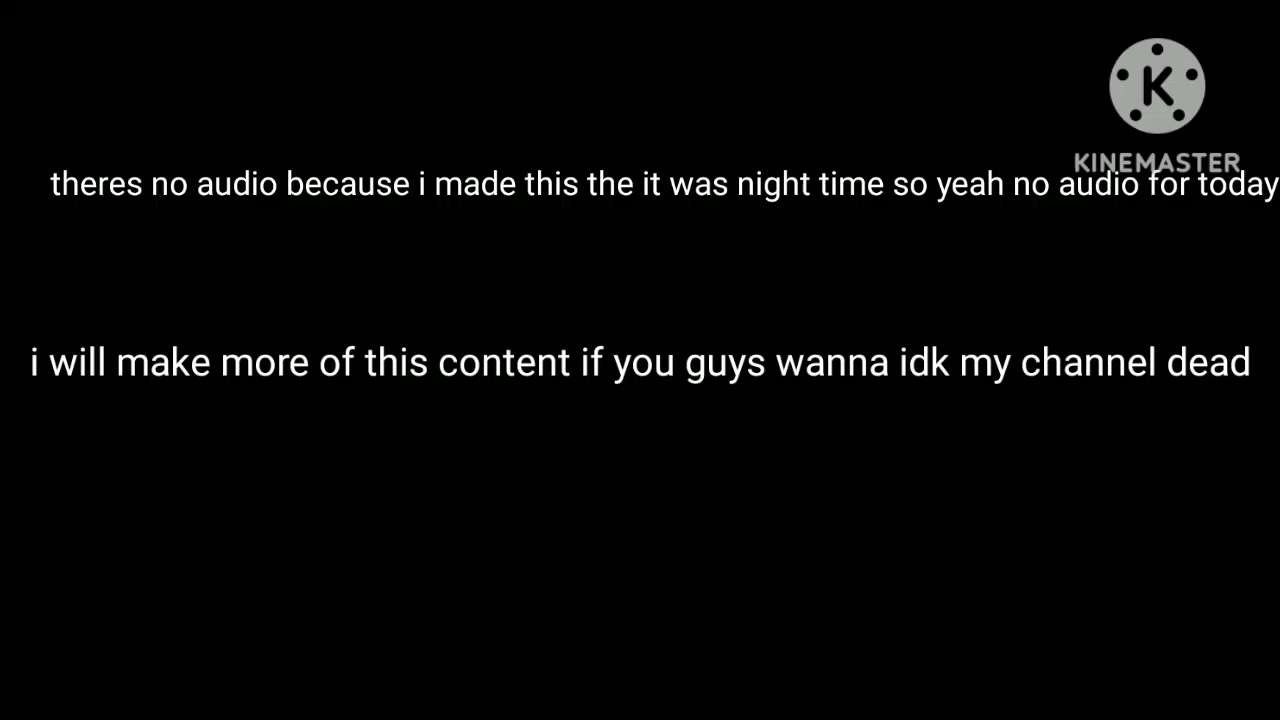 K
KINEMASTER
theres no audio because i made this the it was night time so yeah no audio for today
i will make more of this content if you guys wanna idk my channel dead